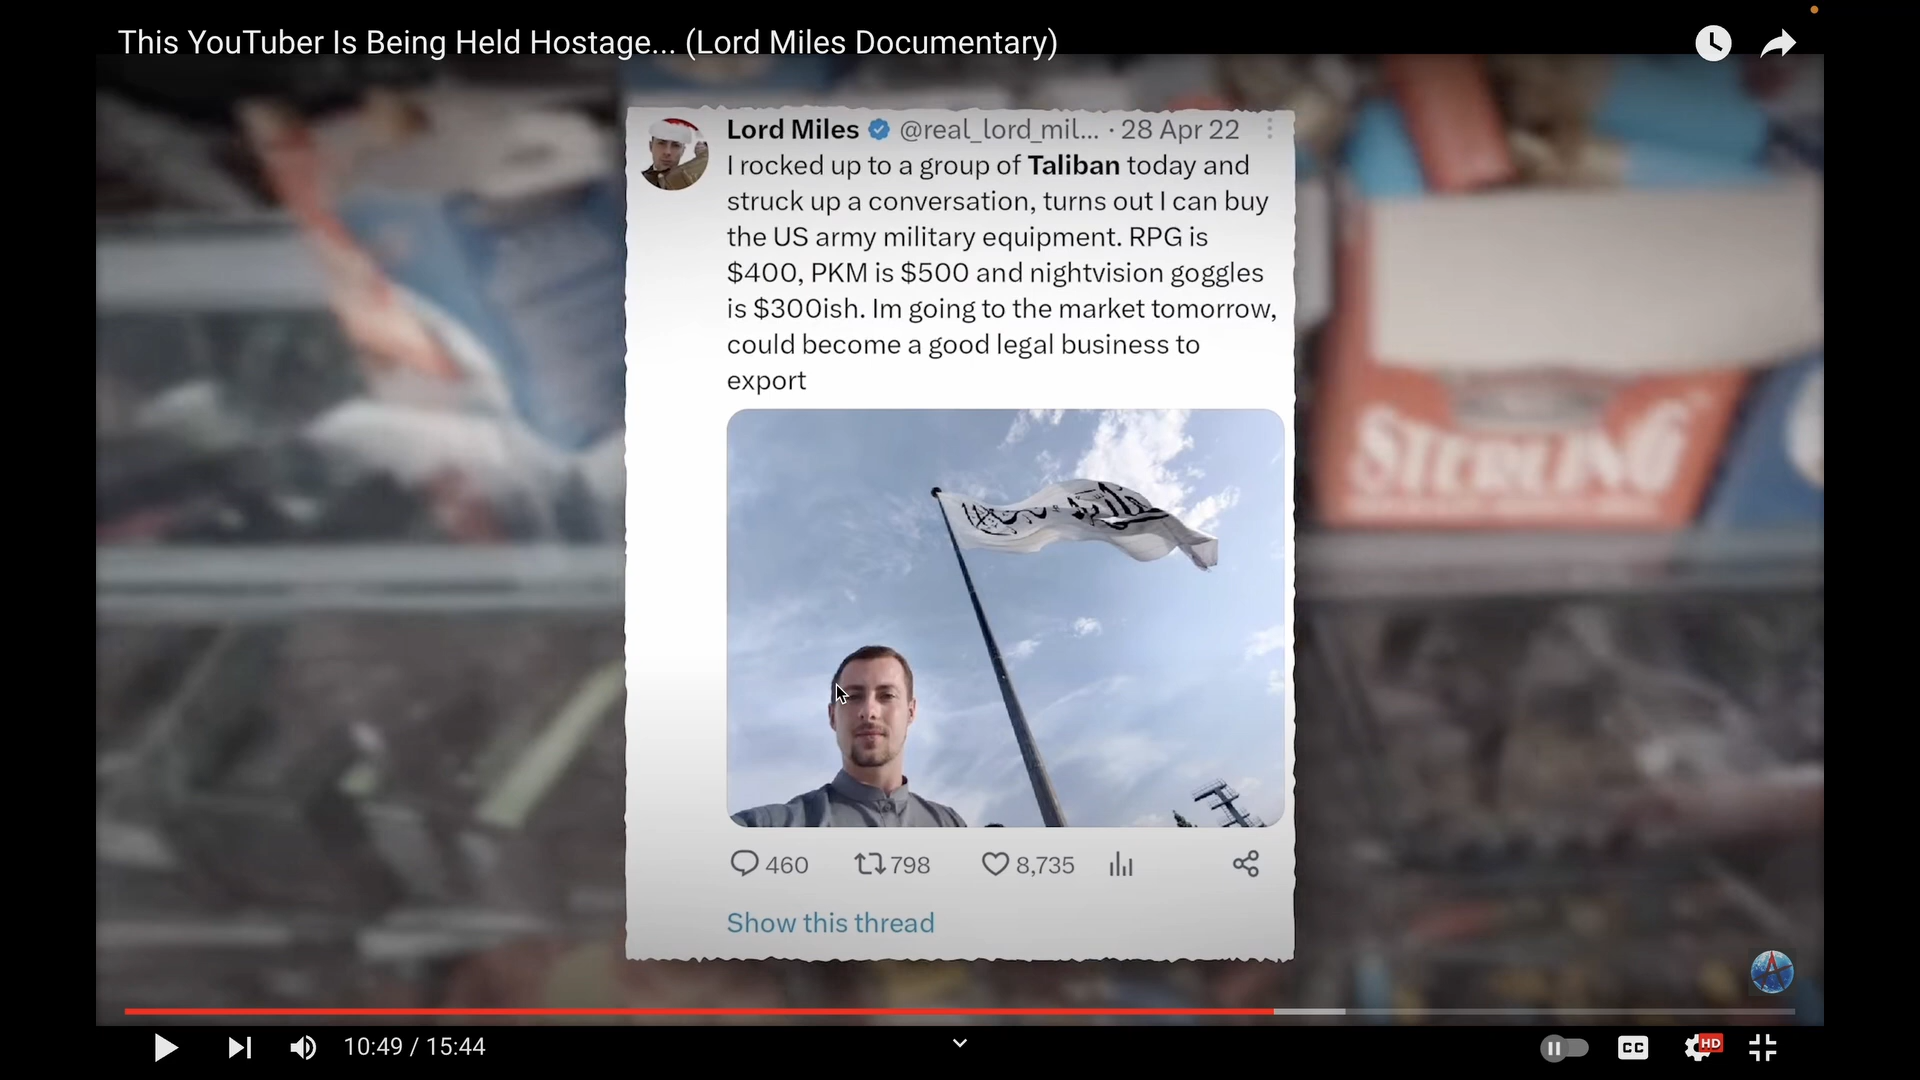 This YouTuber Is Being Held Hostage... (Lord Miles Documentary)
Lord Miles @real_lord_mil... · 28 Apr 22
I rocked up to a group of Taliban today and
struck up a conversation, turns out I can buy
the US army military equipment. RPG is
$400, PKM is $500 and nightvision goggles
is $300ish. Im going to the market tomorrow,
could become a good legal business to
export
STERLING
460 798 8,735
Show this thread
10:49 / 15:44
CC HD